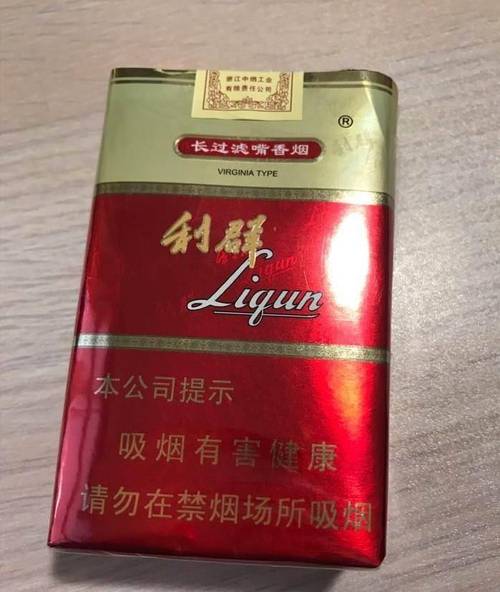 浙江中烟工业
有限责任公司
®
长过滤嘴香烟
VIRGINIA TYPE
利群
Liqun
本公司提示
吸烟有害健康
请勿在禁烟场所吸烟